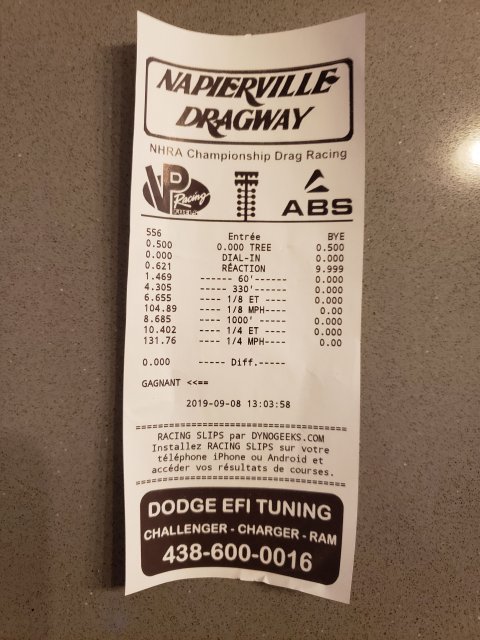 NAPIERVILLE
DRAGWAY
NHRA Championship Drag Racing
VP Racing ABS
556 Entrée BYE
0.500 0.000 TREE 0.500
0.000 DIAL-IN 0.000
0.621 RÉACTION 9.999
1.469 ------ 60'------ 0.000
4.305 ----- 330'------ 0.000
6.655 ---- 1/8 ET ---- 0.000
104.89 ---- 1/8 MPH---- 0.00
8.685 ---- 1000' ----- 0.000
10.402 ---- 1/4 ET ---- 0.000
131.76 ---- 1/4 MPH---- 0.00
0.000 ----- Diff.-----
GAGNANT <<==
2019-09-08 13:03:58
RACING SLIPS par DYNOGEEKS.COM
Installez RACING SLIPS sur votre
téléphone iPhone ou Android et
accéder vos résultats de courses.
DODGE EFI TUNING
CHALLENGER - CHARGER - RAM
438-600-0016